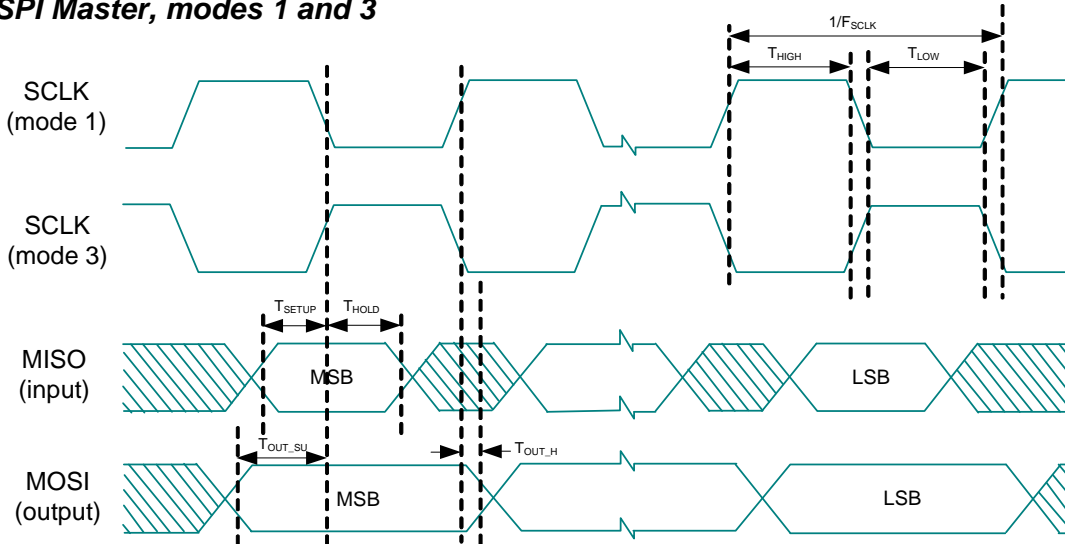 SPI Master, modes 1 and 3
1/FSCLK
THIGH
TLOW
SCLK
(mode 1)
SCLK
(mode 3)
TSETUP
THOLD
MISO
(input)
MSB
LSB
TOUT_SU
TOUT_H
MOSI
(output)
MSB
LSB